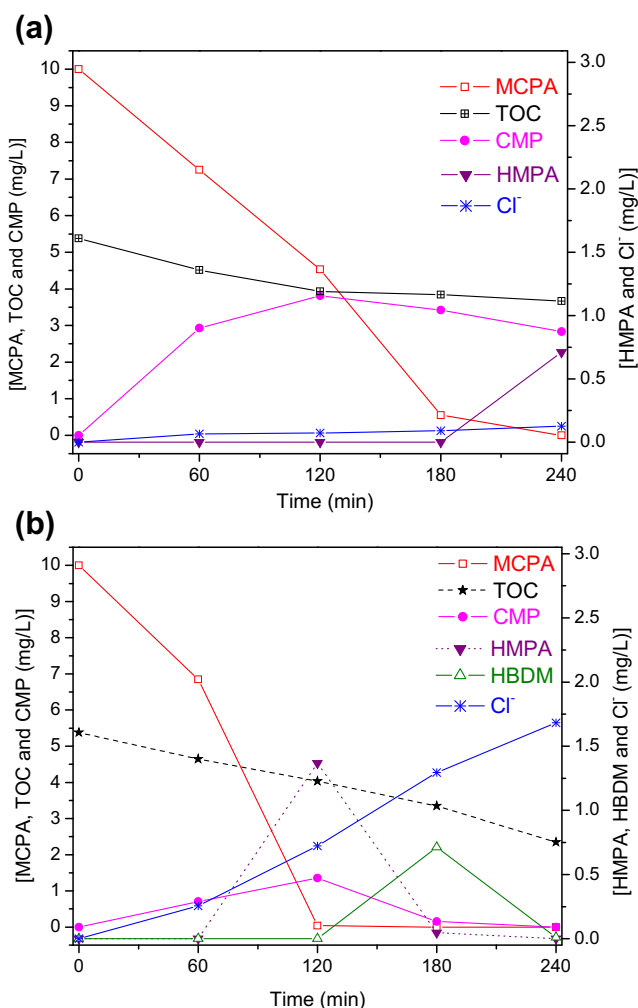 (a)
[MCPA, TOC and CMP (mg/L)]
10
9
8
7
6
5
4
3
2
1
0
MCPA
TOC
CMP
HMPA
Cl⁻
3.0
2.5
2.0
1.5
1.0
0.5
0.0
[HMPA and Cl⁻ (mg/L)]
0 60 120 180 240
Time (min)
(b)
[MCPA, TOC and CMP (mg/L)]
10
9
8
7
6
5
4
3
2
1
0
MCPA
TOC
CMP
HMPA
HBDM
Cl⁻
3.0
2.5
2.0
1.5
1.0
0.5
0.0
[HMPA, HBDM and Cl⁻ (mg/L)]
0 60 120 180 240
Time (min)